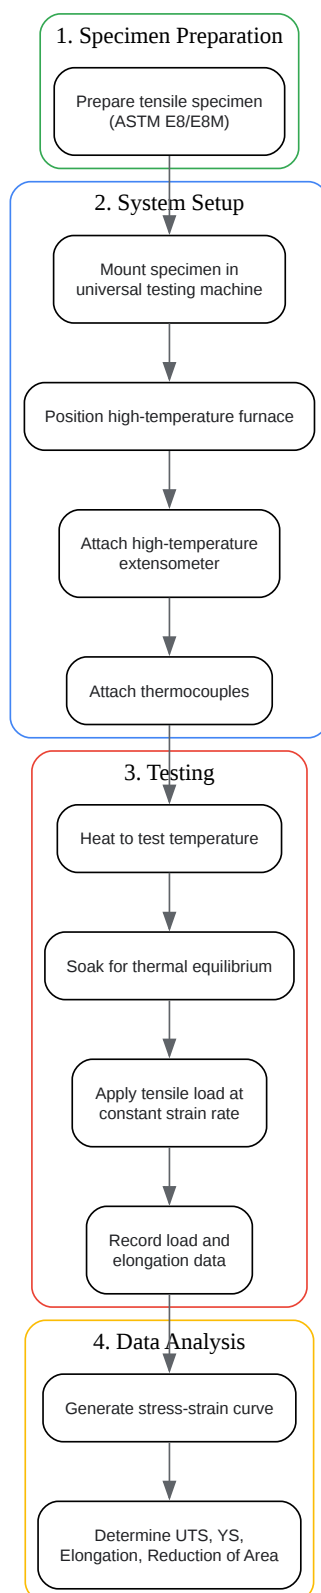 1. Specimen Preparation
Prepare tensile specimen
(ASTM E8/E8M)
2. System Setup
Mount specimen in
universal testing machine
Position high-temperature furnace
Attach high-temperature
extensometer
Attach thermocouples
3. Testing
Heat to test temperature
Soak for thermal equilibrium
Apply tensile load at
constant strain rate
Record load and
elongation data
4. Data Analysis
Generate stress-strain curve
Determine UTS, YS,
Elongation, Reduction of Area